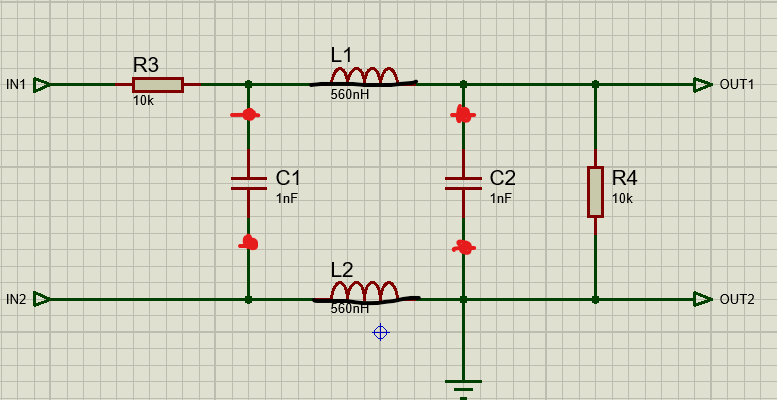 L1
R3
IN1
OUT1
10k
560nH
C1
C2
R4
1nF
1nF
10k
L2
IN2
OUT2
560nH